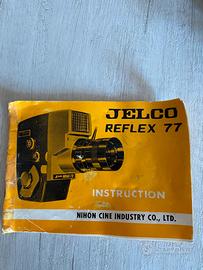 JELCO
REFLEX 77
INSTRUCTION
NIHON CINE INDUSTRY CO., LTD.